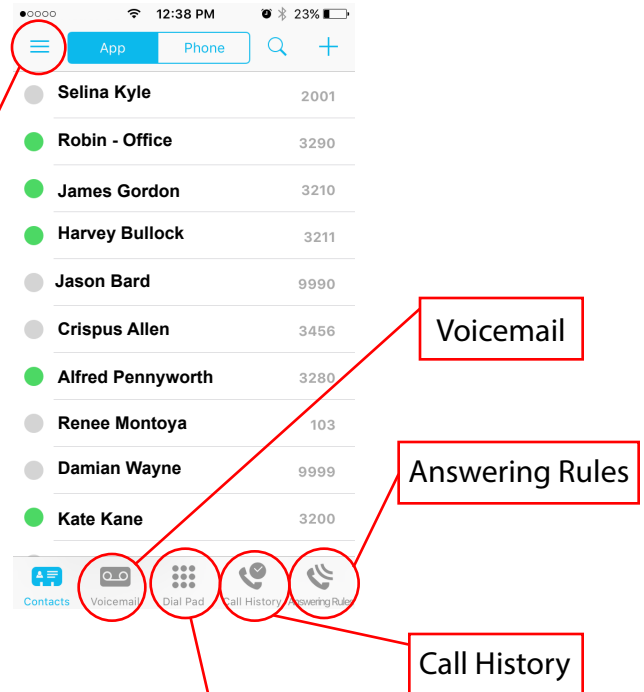 12:38 PM 23%
App Phone
Selina Kyle 2001
Robin - Office 3290
James Gordon 3210
Harvey Bullock 3211
Jason Bard 9990
Voicemail
Crispus Allen 3456
Alfred Pennyworth 3280
Renee Montoya 103
Damian Wayne 9999
Answering Rules
Kate Kane 3200
Contacts Voicemail Dial Pad Call History Answering Rules
Call History